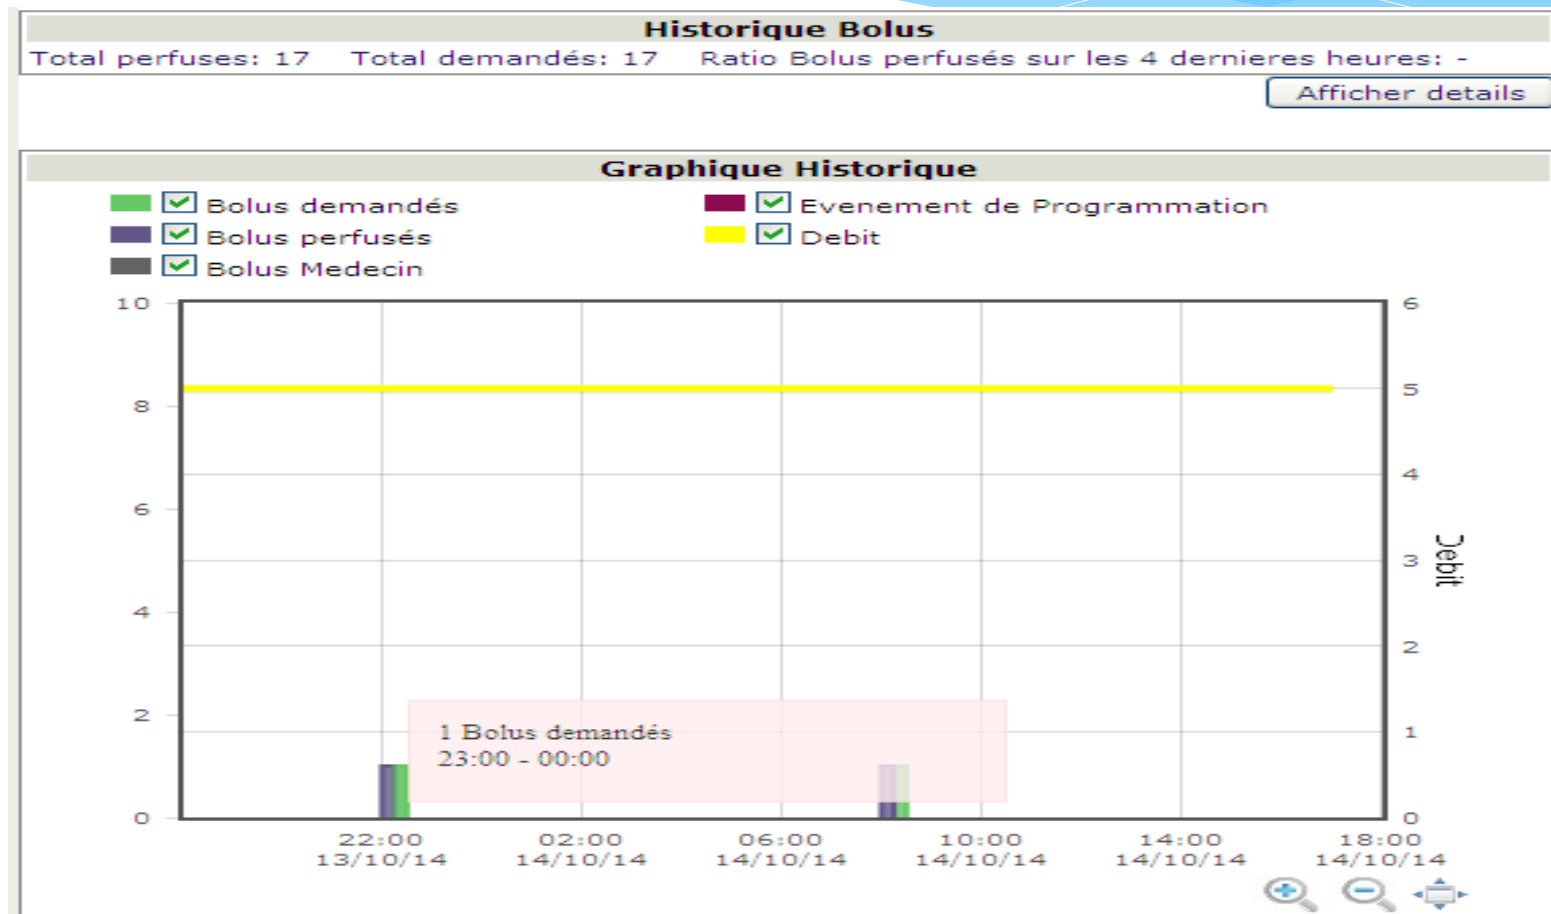 Historique Bolus
Total perfuses: 17 Total demandés: 17 Ratio Bolus perfusés sur les 4 dernieres heures: -
Afficher details
Graphique Historique
Bolus demandés Evenement de Programmation
Bolus perfusés Debit
Bolus Medecin
10 6
8 5
4
6
3
4
2
2
1
0 0
Debit
1 Bolus demandés
23:00 - 00:00
22:00 02:00 06:00 10:00 14:00 18:00
13/10/14 14/10/14 14/10/14 14/10/14 14/10/14 14/10/14